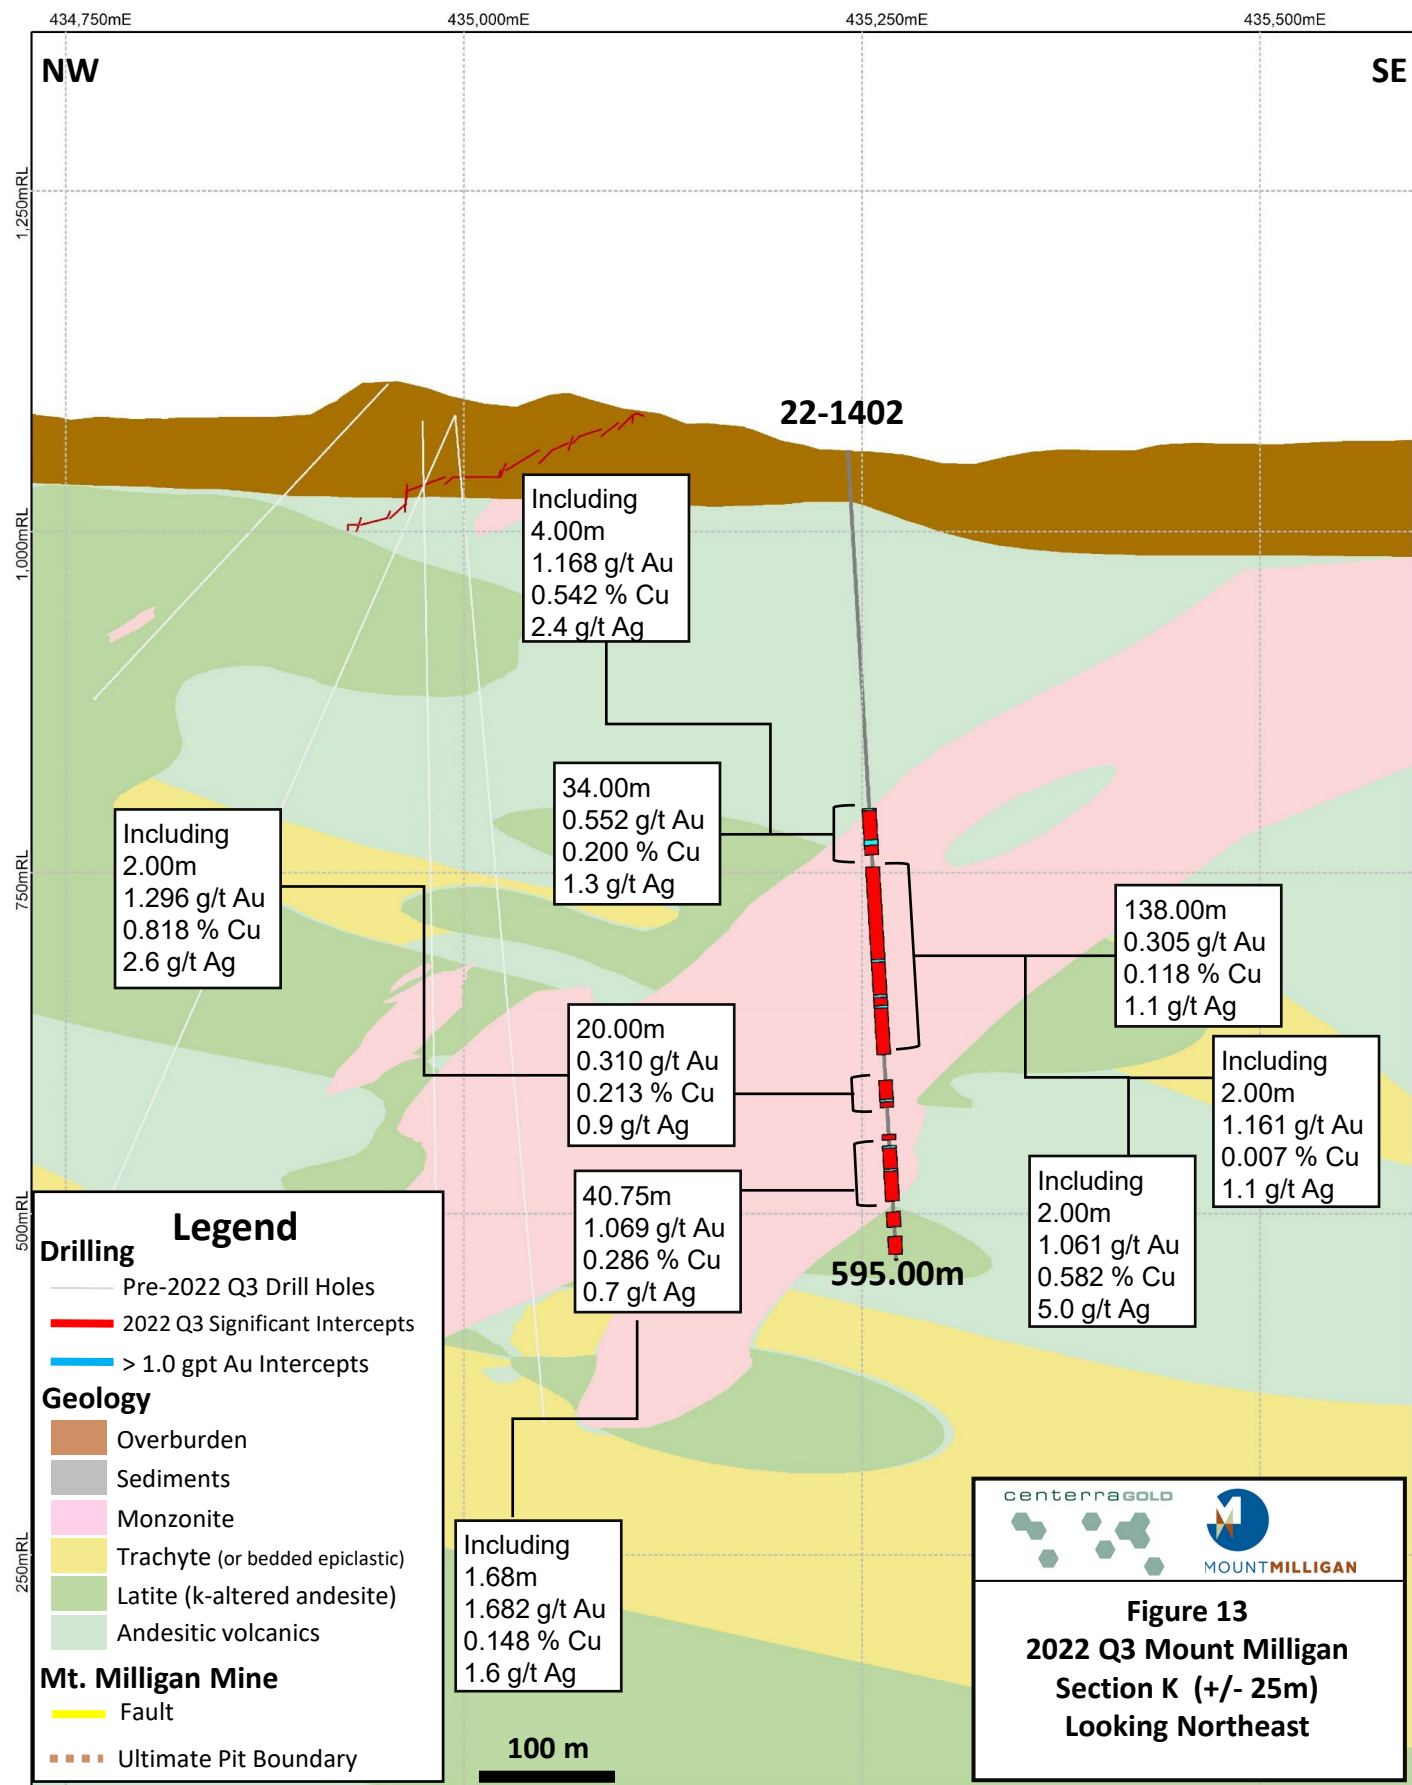 434,750mE
435,000mE
435,250mE
435,500mE
NW
SE
1,250mRL
22-1402
Including
4.00m
1.168 g/t Au
0.542 % Cu
2.4 g/t Ag
1,000mRL
34.00m
0.552 g/t Au
0.200 % Cu
1.3 g/t Ag
Including
2.00m
1.296 g/t Au
0.818 % Cu
2.6 g/t Ag
750mRL
138.00m
0.305 g/t Au
0.118 % Cu
1.1 g/t Ag
20.00m
0.310 g/t Au
0.213 % Cu
0.9 g/t Ag
Including
2.00m
1.161 g/t Au
0.007 % Cu
1.1 g/t Ag
40.75m
1.069 g/t Au
0.286 % Cu
0.7 g/t Ag
Including
2.00m
1.061 g/t Au
0.582 % Cu
5.0 g/t Ag
500mRL
595.00m
Legend
Drilling
Pre-2022 Q3 Drill Holes
2022 Q3 Significant Intercepts
> 1.0 gpt Au Intercepts
Geology
Overburden
Sediments
Monzonite
Trachyte (or bedded epiclastic)
Latite (k-altered andesite)
Andesitic volcanics
Mt. Milligan Mine
Fault
Ultimate Pit Boundary
250mRL
Including
1.68m
1.682 g/t Au
0.148 % Cu
1.6 g/t Ag
100 m
centerraGOLD
M
MOUNTMILLIGAN
Figure 13
2022 Q3 Mount Milligan
Section K (+/- 25m)
Looking Northeast